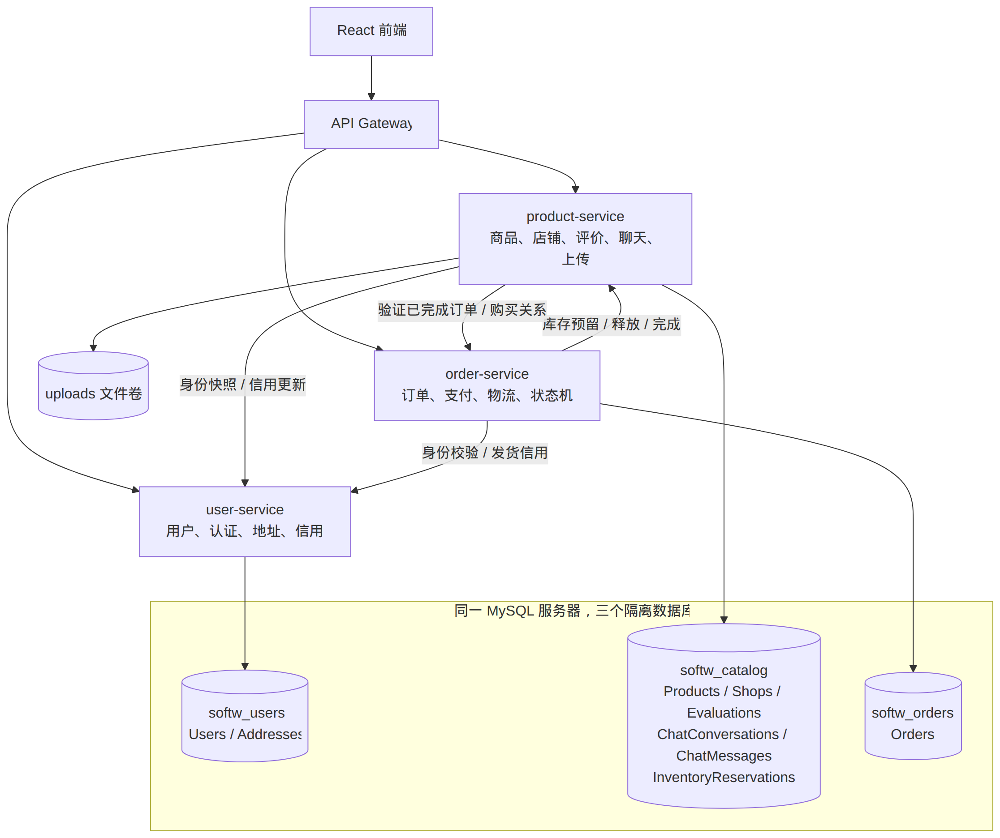 React 前端
API Gateway
product-service
商品、店铺、评价、聊天、
上传
验证已完成订单 / 购买关系
库存预留 / 释放 / 完成
uploads 文件卷
身份快照 / 信用更新
order-service
订单、支付、物流、状态机
身份校验 / 发货信用
user-service
用户、认证、地址、信用
同一 MySQL 服务器，三个隔离数据库
softw_users
Users / Addresses
softw_catalog
Products / Shops /
Evaluations
ChatConversations /
ChatMessages
InventoryReservations
softw_orders
Orders